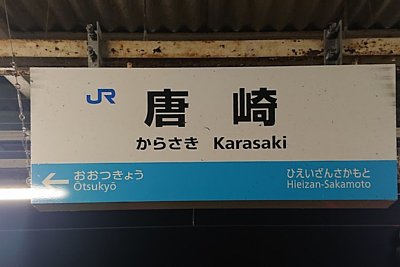 JR
唐崎
からさき Karasaki
← おおつきょう ひえいざんさかもと
Ōtsukyō Hieizan-Sakamoto